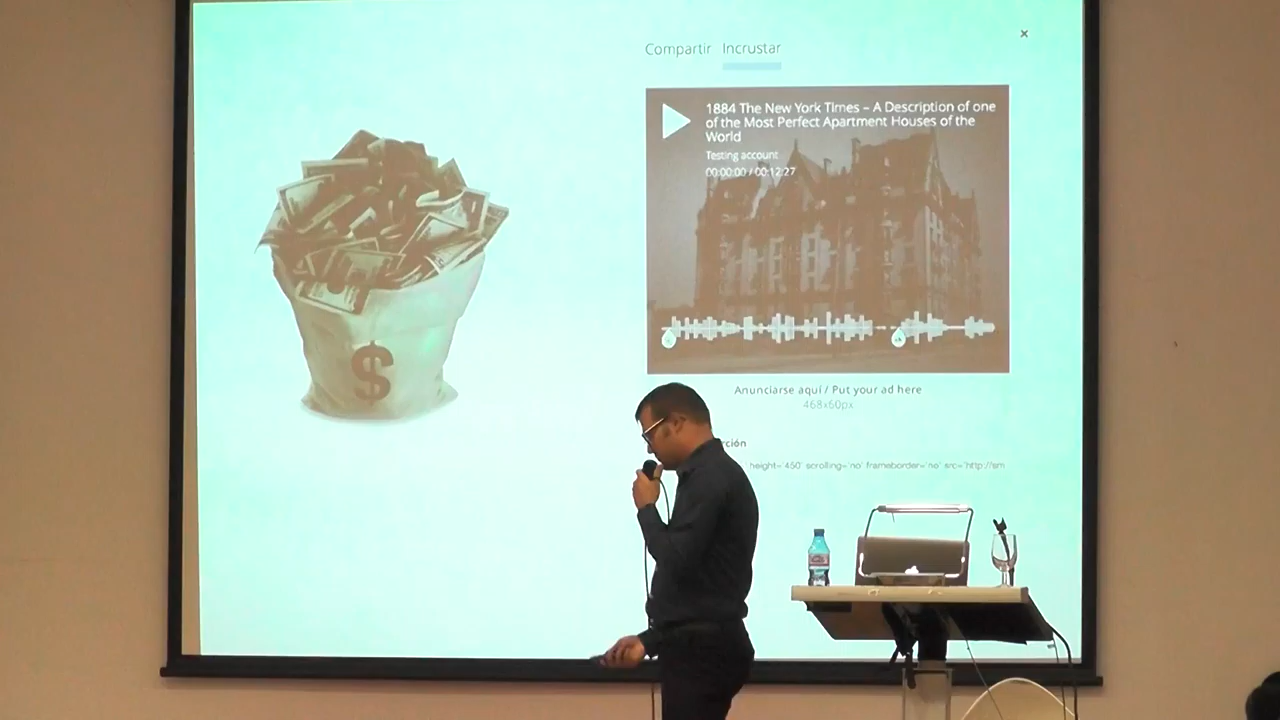 ×
Compartir Incrustar
1884 The New York Times – A Description of one
of the Most Perfect Apartment Houses of the
World
Testing account
00:00:00 / 00:12:27
$
Anunciarse aquí / Put your ad here
468x60px
rción
height='450' scrolling='no' frameborder='no' src='http://sm